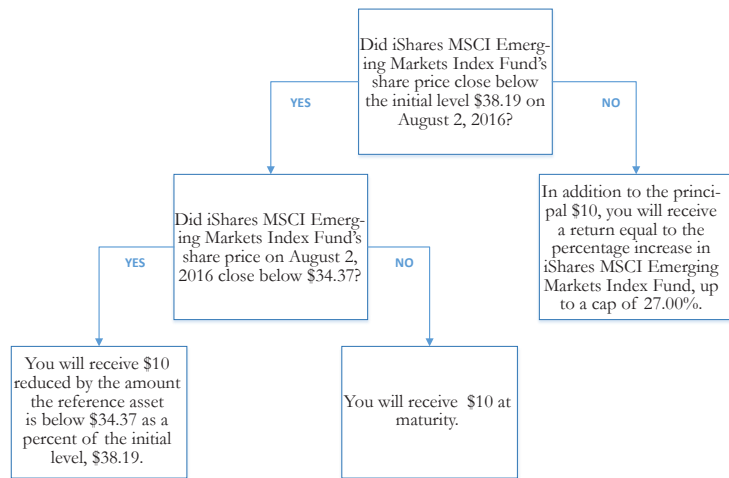 Did iShares MSCI Emerg-
ing Markets Index Fund's
share price close below
the initial level $38.19 on
August 2, 2016?
YES
NO
Did iShares MSCI Emerg-
ing Markets Index Fund's
share price on August 2,
2016 close below $34.37?
In addition to the princi-
pal $10, you will receive
a return equal to the
percentage increase in
iShares MSCI Emerging
Markets Index Fund, up
to a cap of 27.00%.
YES
NO
You will receive $10
reduced by the amount
the reference asset
is below $34.37 as a
percent of the initial
level, $38.19.
You will receive $10 at
maturity.